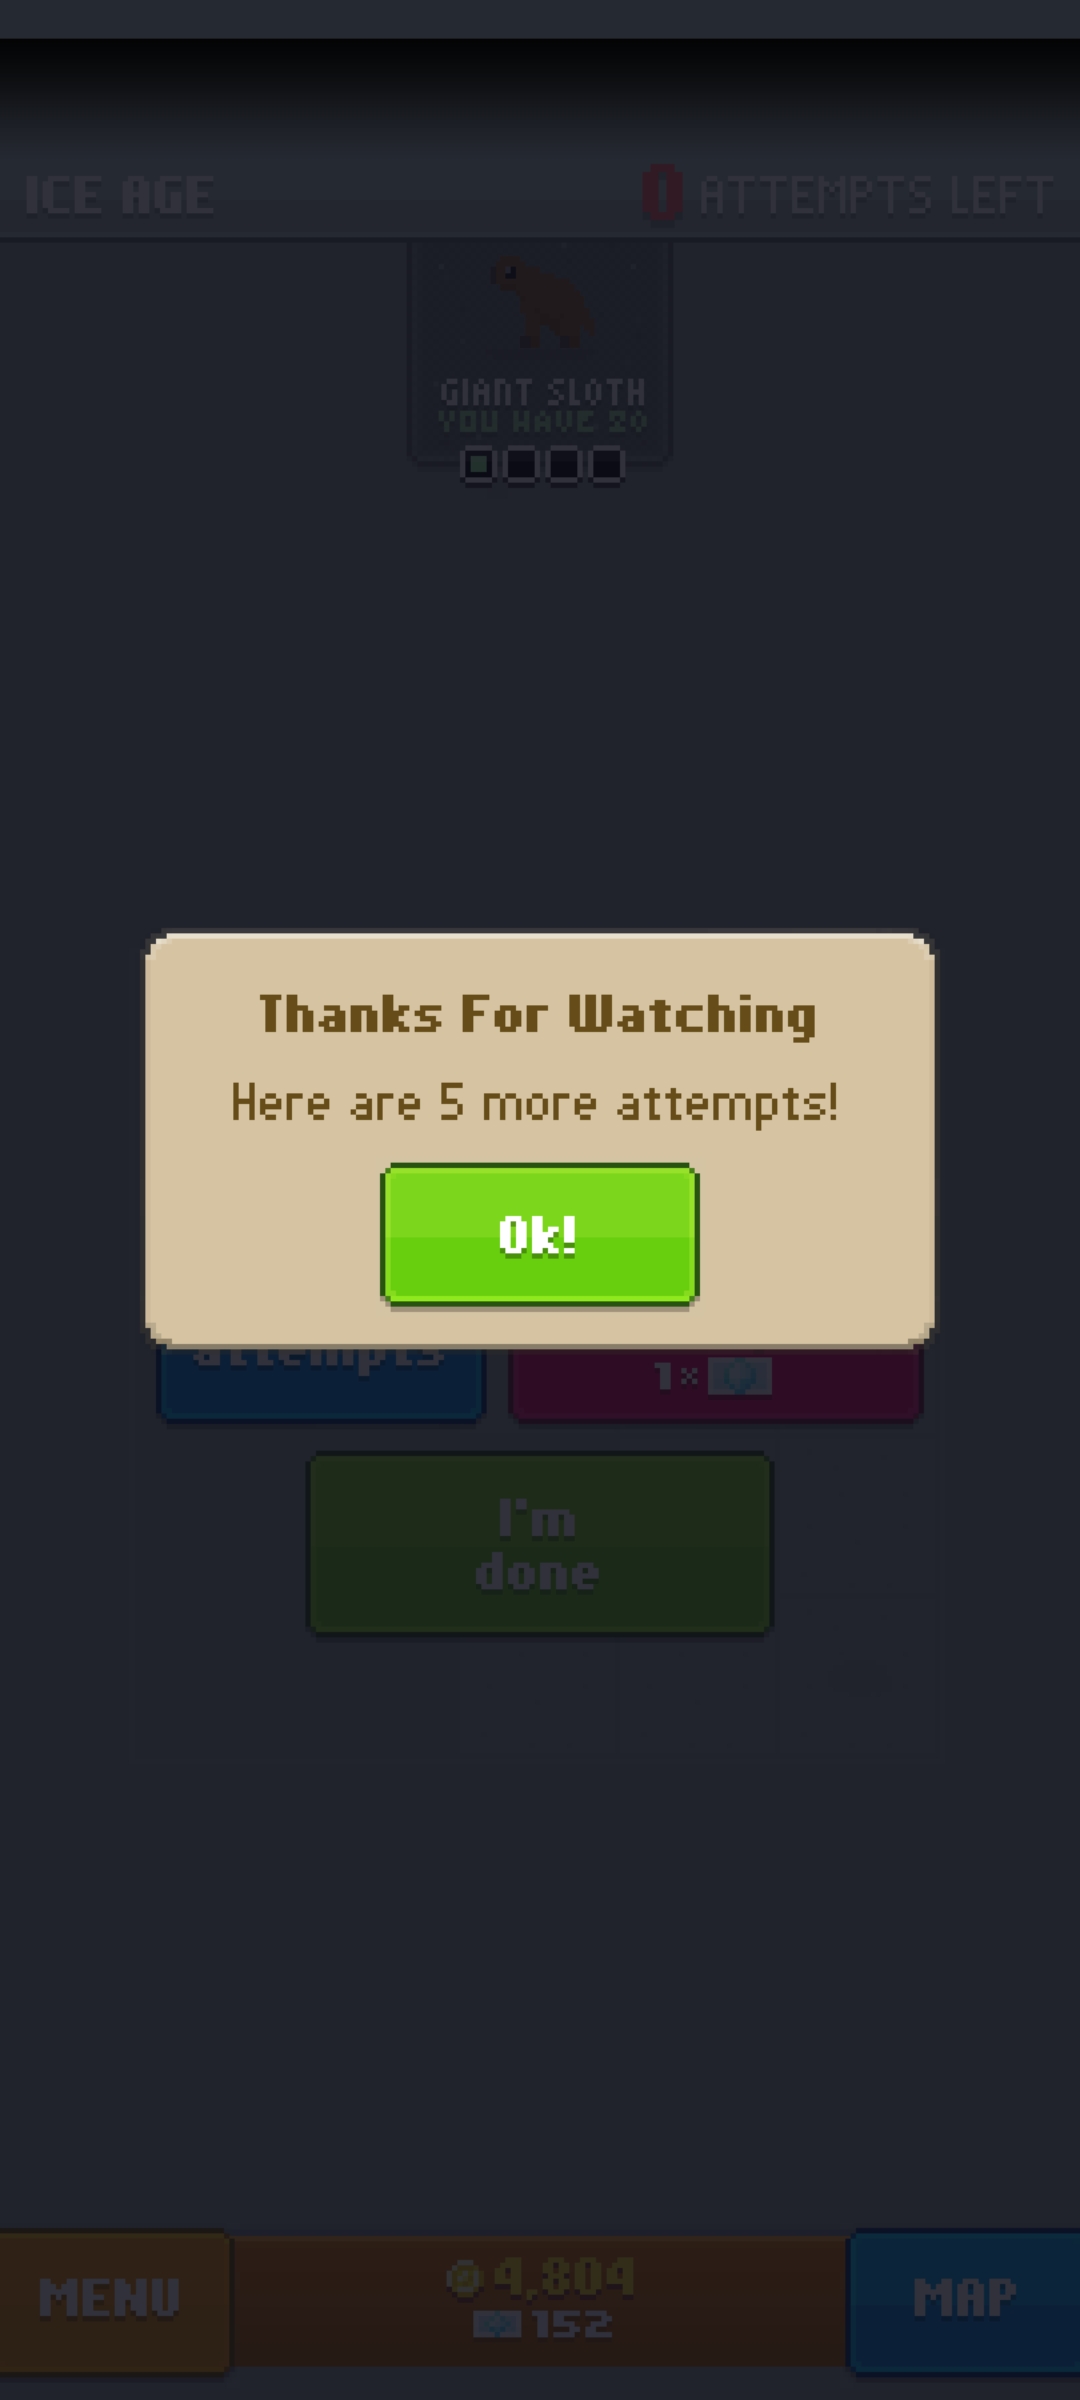 ICE AGE
0 ATTEMPTS LEFT
GIANT SLOTH
YOU HAVE 20
Thanks For Watching
Here are 5 more attempts!
Ok!
attempts
1×
I'm
done
MENU
4,804
152
MAP